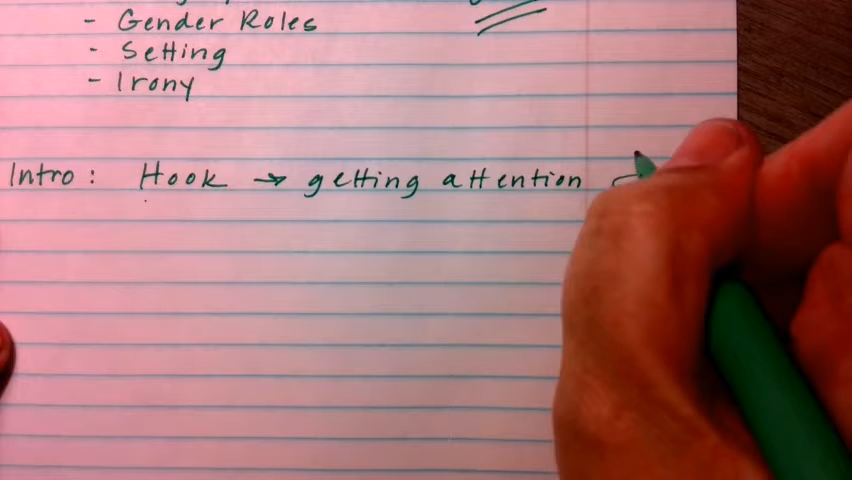 - Gender Roles
- Setting
- Irony
Intro: Hook → getting attention